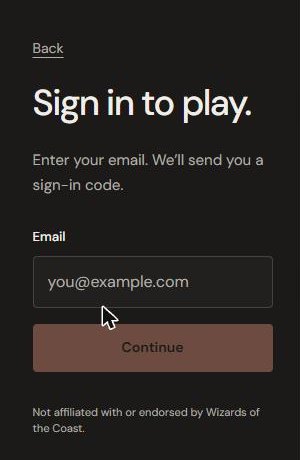 Back
Sign in to play.
Enter your email. We’ll send you a
sign-in code.
Email
you@example.com
Continue
Not affiliated with or endorsed by Wizards of
the Coast.